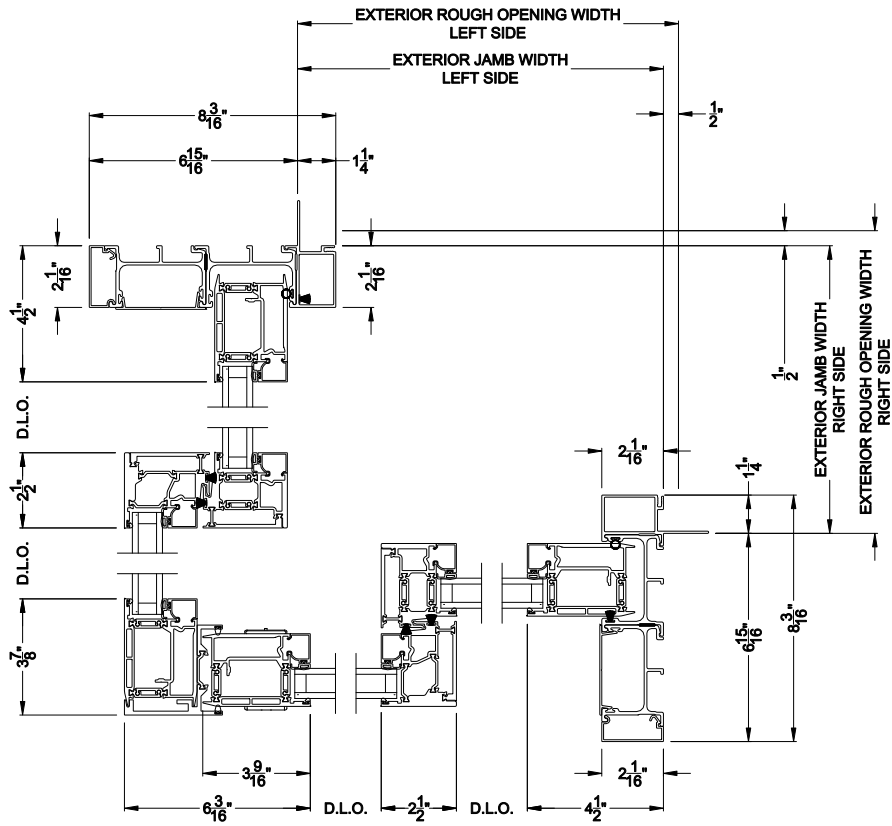 EXTERIOR ROUGH OPENING WIDTH
LEFT SIDE
EXTERIOR JAMB WIDTH
LEFT SIDE
8 3/16"
1/2"
6 15/16"
1 1/4"
2 1/16"
2 1/16"
4 1/2"
1/2"
EXTERIOR JAMB WIDTH
RIGHT SIDE
EXTERIOR ROUGH OPENING WIDTH
RIGHT SIDE
D.L.O.
2 1/16"
1 1/4"
2 1/2"
D.L.O.
3 7/8"
6 15/16"
8 3/16"
3 9/16"
2 1/16"
6 3/16"
D.L.O.
2 1/2"
D.L.O.
4 1/2"